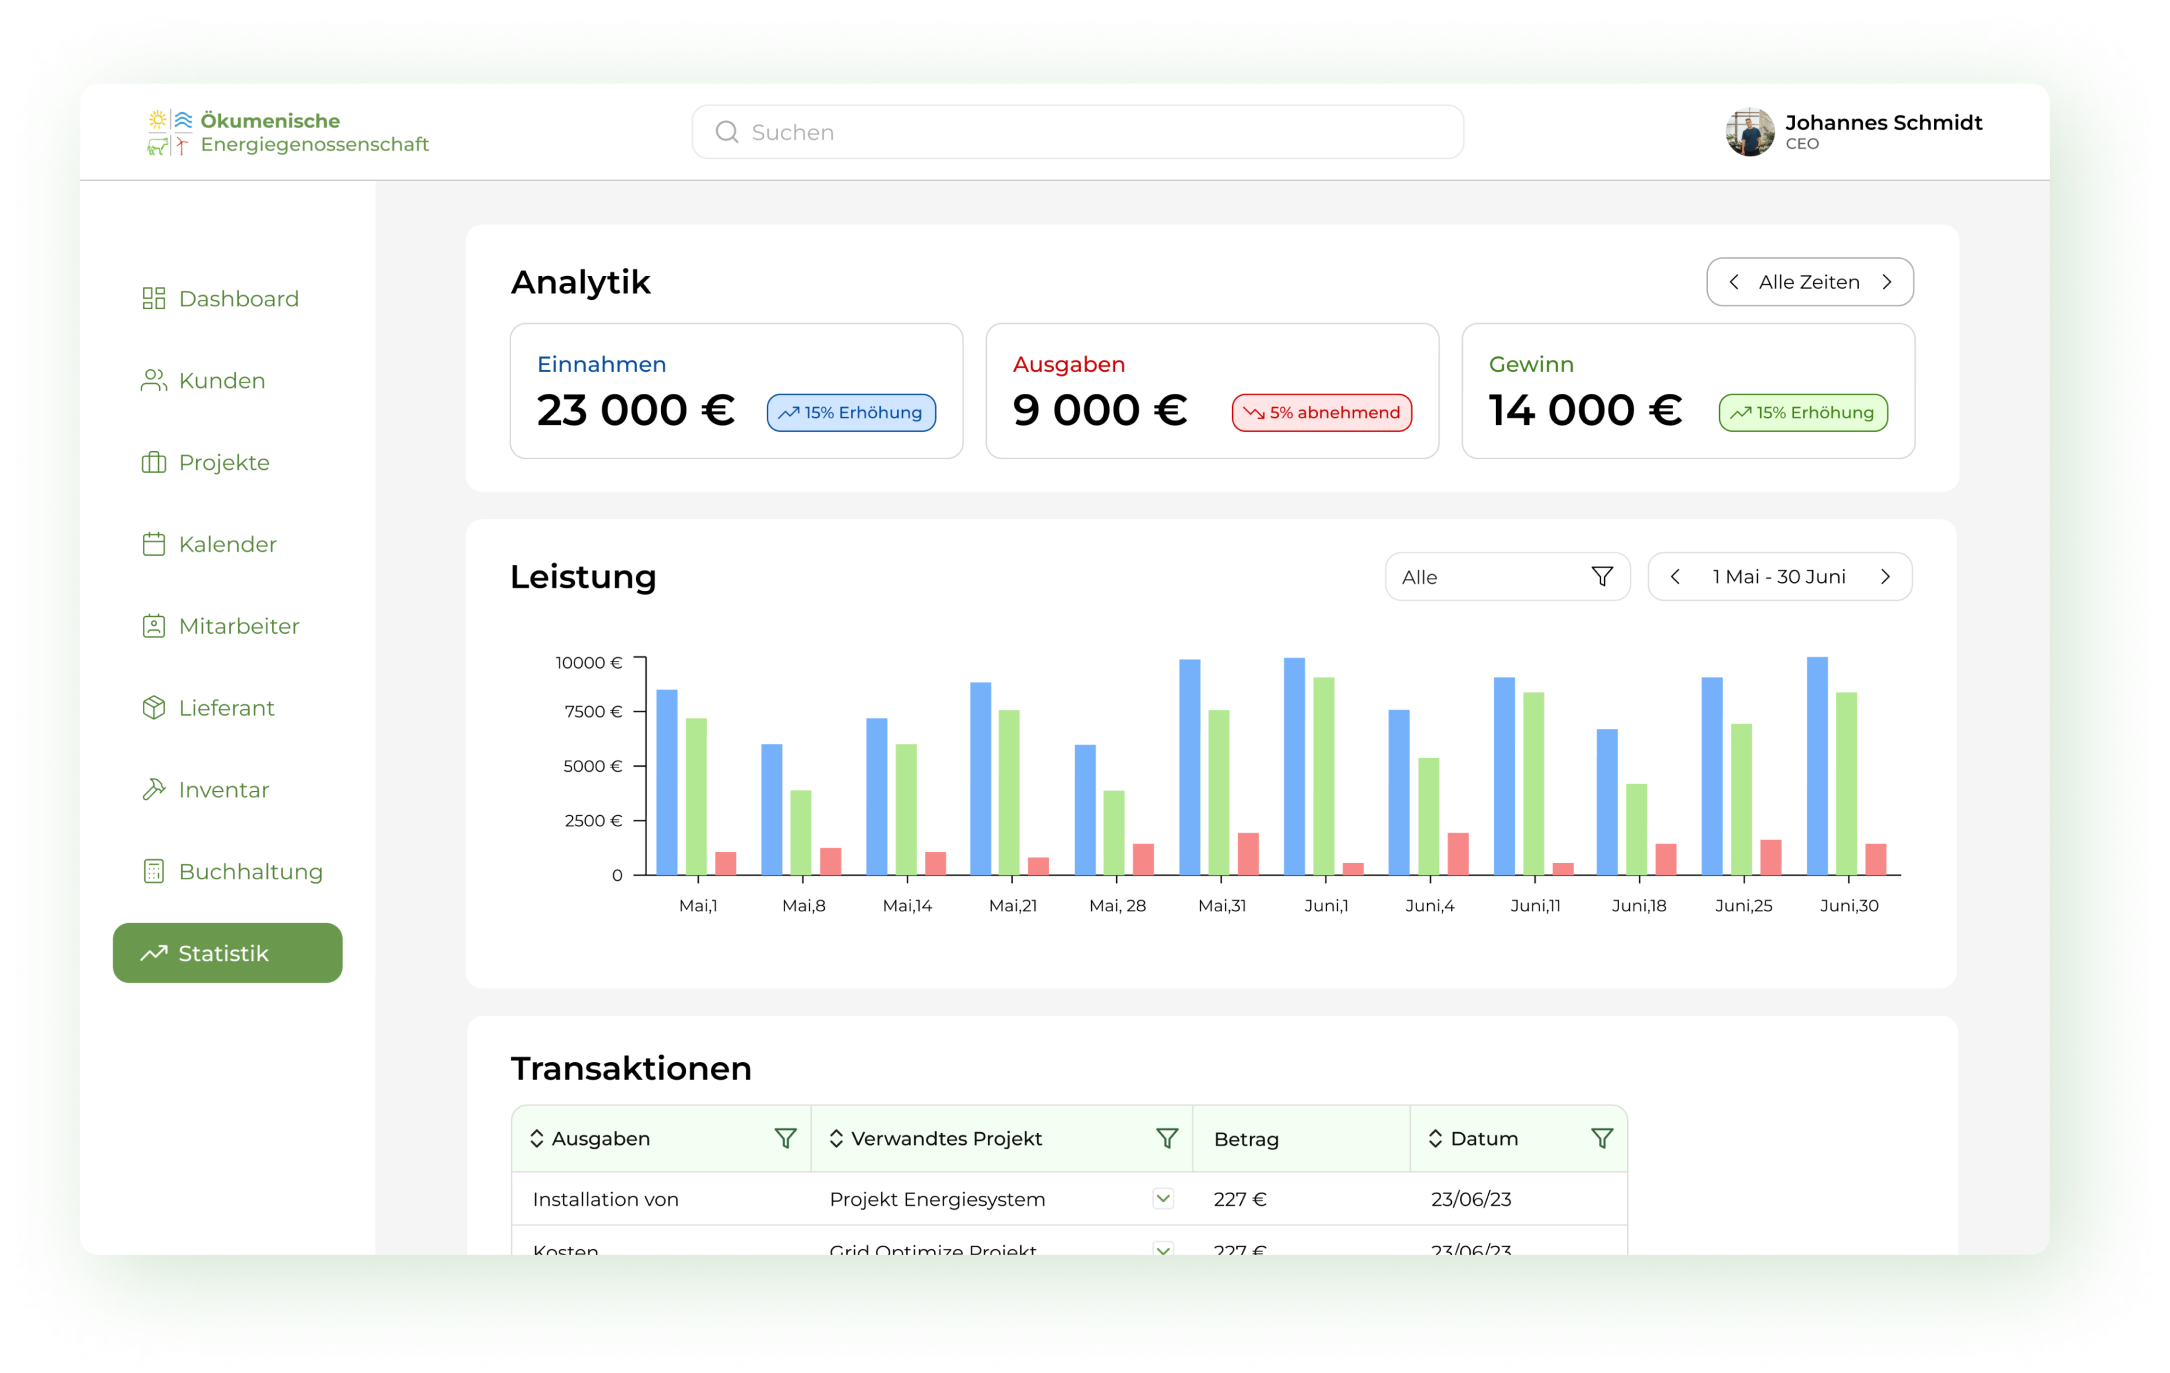 Ökumenische
Energiegenossenschaft
Suchen
Johannes Schmidt
CEO
Dashboard
Kunden
Projekte
Kalender
Mitarbeiter
Lieferant
Inventar
Buchhaltung
Statistik
Analytik
Alle Zeiten
Einnahmen
23 000 €
15% Erhöhung
Ausgaben
9 000 €
5% abnehmend
Gewinn
14 000 €
15% Erhöhung
Leistung
Alle
1 Mai - 30 Juni
10000 €
7500 €
5000 €
2500 €
0
Mai,1 Mai,8 Mai,14 Mai,21 Mai, 28 Mai,31 Juni,1 Juni,4 Juni,11 Juni,18 Juni,25 Juni,30
Transaktionen
Ausgaben Verwandtes Projekt Betrag Datum
Installation von Projekt Energiesystem 227 € 23/06/23
Kosten Grid Optimize Projekt 227 € 23/06/23